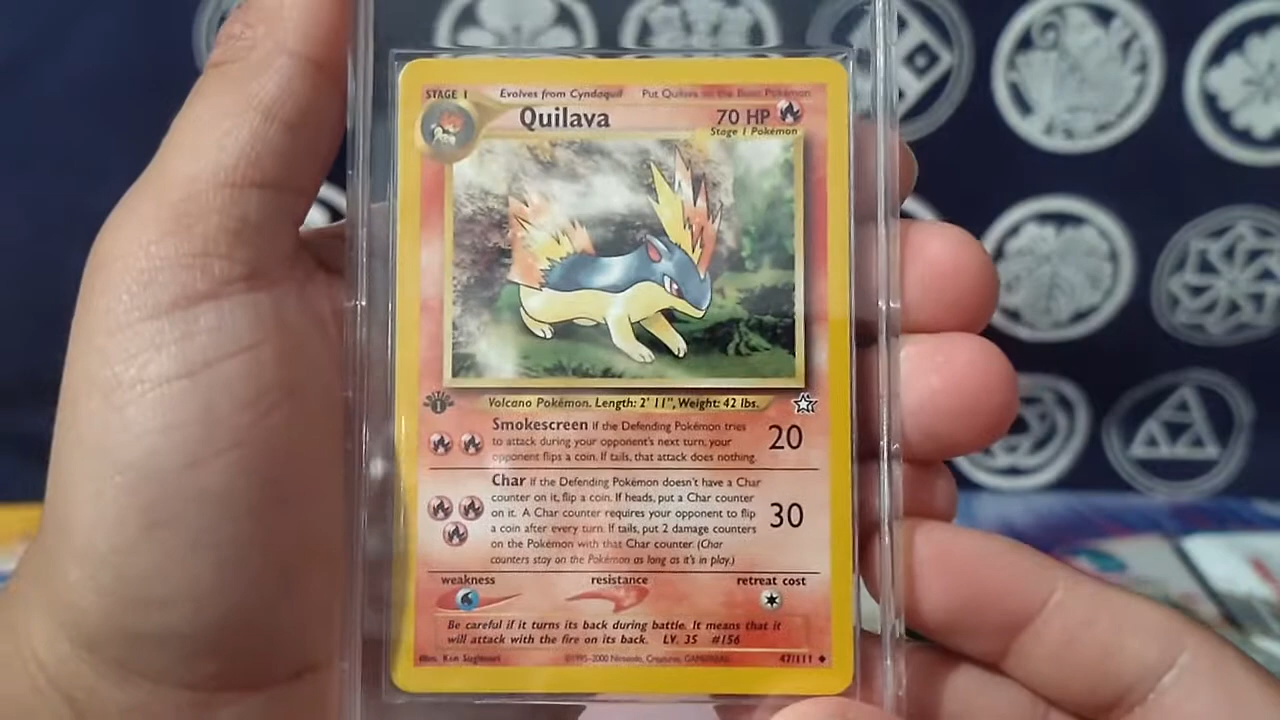 STAGE 1 Evolves from Cyndaquil Put Quilava on the Basic Pokémon
Quilava 70 HP
Stage 1 Pokémon
EDITION
1
Volcano Pokémon. Length: 2' 11", Weight: 42 lbs.
Smokescreen If the Defending Pokémon tries
to attack during your opponent's next turn, your
opponent flips a coin. If tails, that attack does nothing.
20
Char If the Defending Pokémon doesn't have a Char
counter on it, flip a coin. If heads, put a Char counter
on it. A Char counter requires your opponent to flip
a coin after every turn. If tails, put 2 damage counters
on the Pokémon with that Char counter. (Char
counters stay on the Pokémon as long as it's in play.)
30
weakness resistance retreat cost
Be careful if it turns its back during battle. It means that it
will attack with the fire on its back. LV. 35 #156
Illus. Ken Sugimori ©1995-2000 Nintendo, Creatures, GAMEFREAK. 47/111